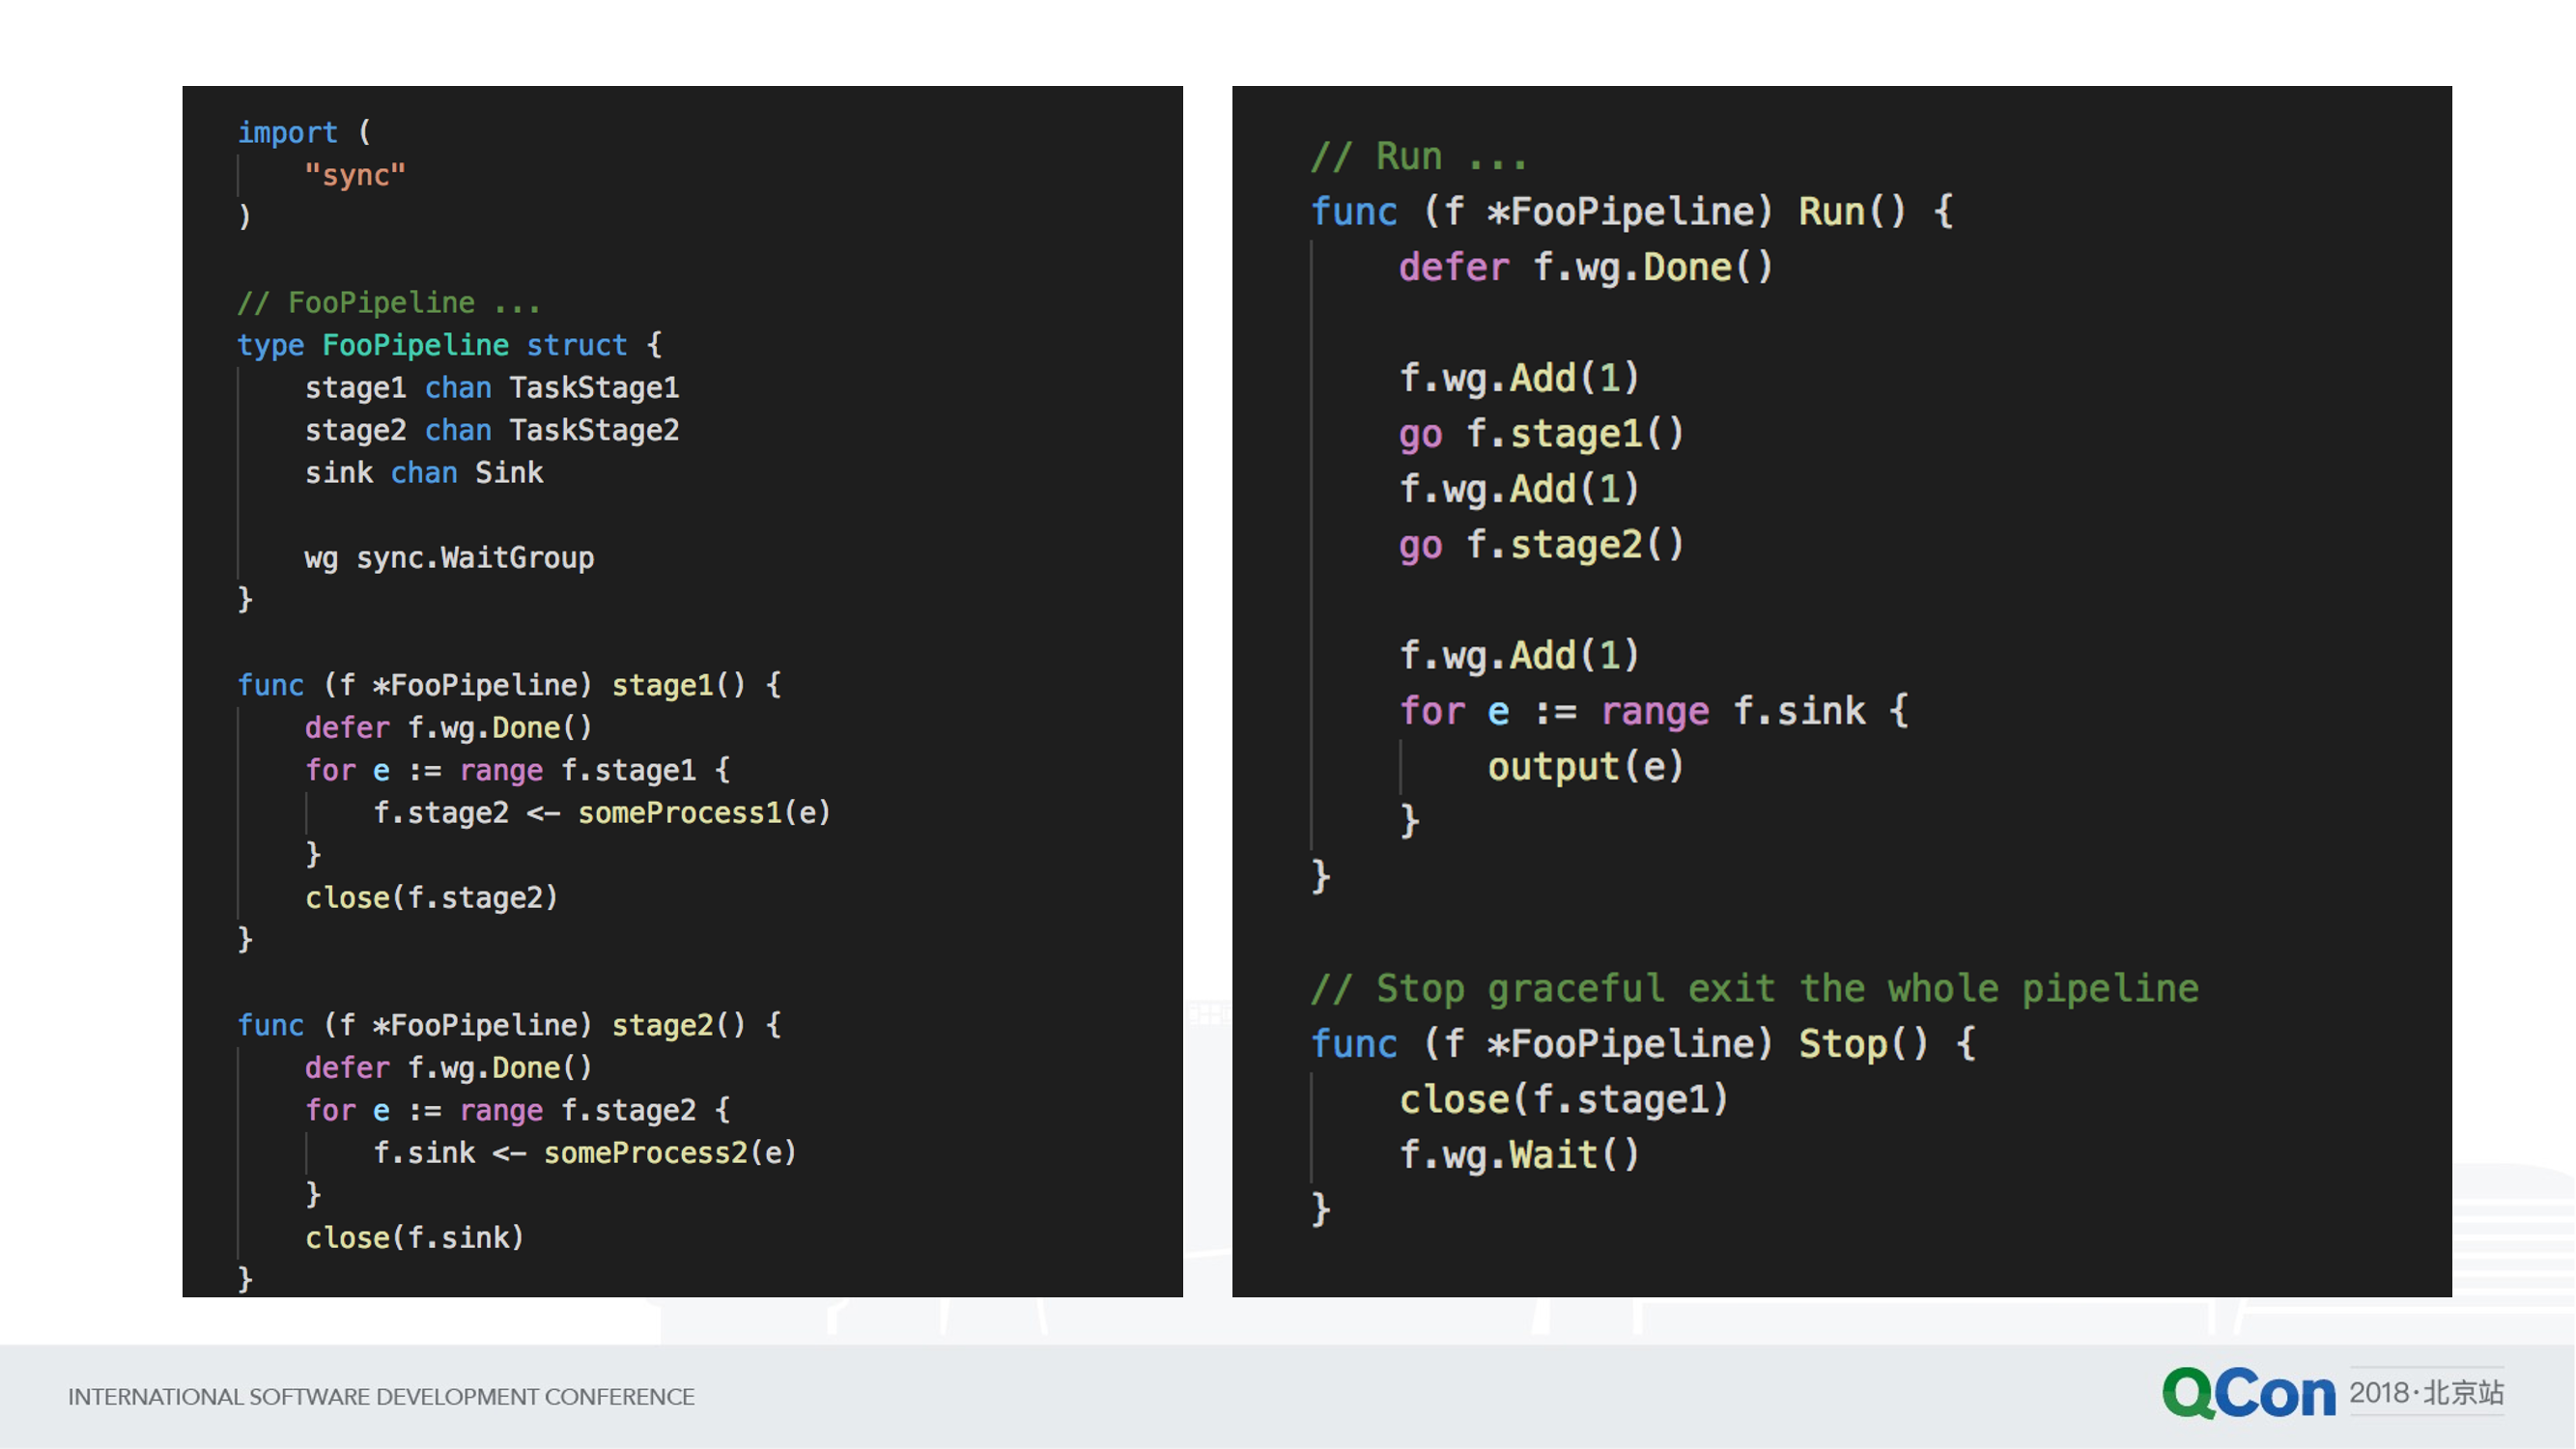 import (
    "sync"
)

// FooPipeline ...
type FooPipeline struct {
    stage1 chan TaskStage1
    stage2 chan TaskStage2
    sink chan Sink

    wg sync.WaitGroup
}

func (f *FooPipeline) stage1() {
    defer f.wg.Done()
    for e := range f.stage1 {
        f.stage2 <- someProcess1(e)
    }
    close(f.stage2)
}

func (f *FooPipeline) stage2() {
    defer f.wg.Done()
    for e := range f.stage2 {
        f.sink <- someProcess2(e)
    }
    close(f.sink)
}

// Run ...
func (f *FooPipeline) Run() {
    defer f.wg.Done()

    f.wg.Add(1)
    go f.stage1()
    f.wg.Add(1)
    go f.stage2()

    f.wg.Add(1)
    for e := range f.sink {
        output(e)
    }
}

// Stop graceful exit the whole pipeline
func (f *FooPipeline) Stop() {
    close(f.stage1)
    f.wg.Wait()
}

INTERNATIONAL SOFTWARE DEVELOPMENT CONFERENCE
QCon 2018·北京站